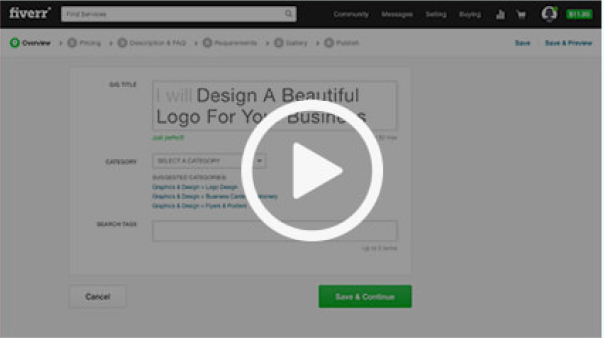 fiverr
Find Services
Community Messages Selling Buying
$11.80
Overview > Pricing > Description & FAQ > Requirements > Gallery > Publish
Save Save & Preview
GIG TITLE
I will Design A Beautiful
Logo For Your Business
Just perfect!
max
CATEGORY
SELECT A CATEGORY
SUGGESTED CATEGORIES
Graphics & Design > Logo Design
Graphics & Design > Business Cards
Graphics & Design > Flyers & Posters
SEARCH TAGS
Up to 5 terms
Cancel
Save & Continue